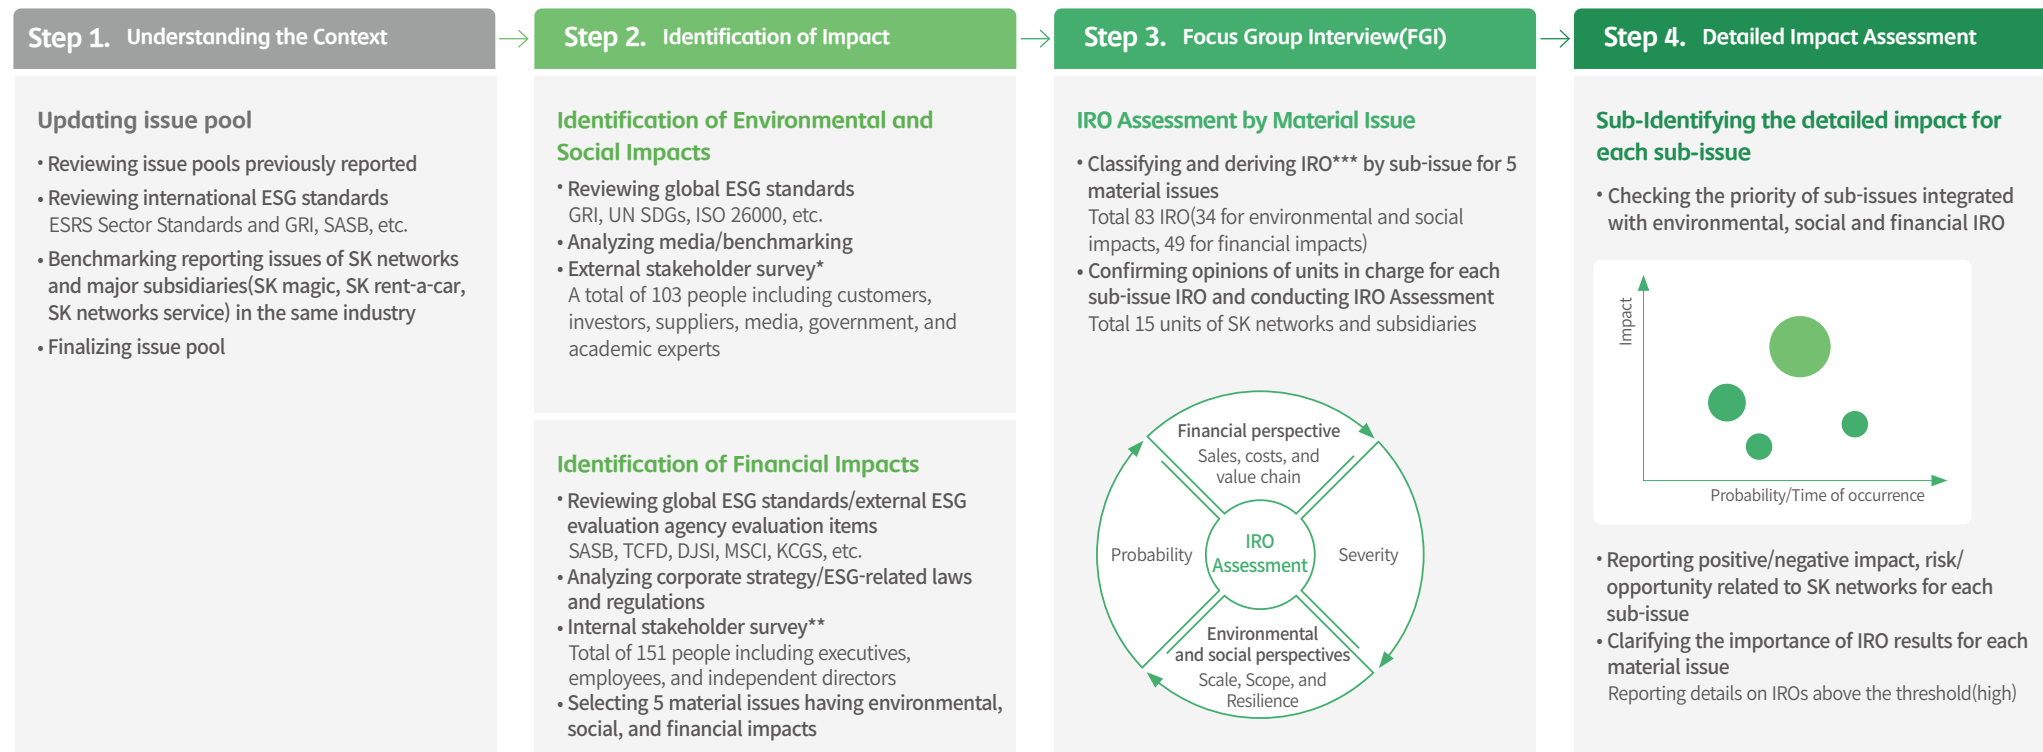 Step 1. Understanding the Context
Updating issue pool
• Reviewing issue pools previously reported
• Reviewing international ESG standards
ESRS Sector Standards and GRI, SASB, etc.
• Benchmarking reporting issues of SK networks
and major subsidiaries(SK magic, SK rent-a-car,
SK networks service) in the same industry
• Finalizing issue pool
Step 2. Identification of Impact
Identification of Environmental and
Social Impacts
• Reviewing global ESG standards
GRI, UN SDGs, ISO 26000, etc.
• Analyzing media/benchmarking
• External stakeholder survey*
A total of 103 people including customers,
investors, suppliers, media, government, and
academic experts
Identification of Financial Impacts
• Reviewing global ESG standards/external ESG
evaluation agency evaluation items
SASB, TCFD, DJSI, MSCI, KCGS, etc.
• Analyzing corporate strategy/ESG-related laws
and regulations
• Internal stakeholder survey**
Total of 151 people including executives,
employees, and independent directors
• Selecting 5 material issues having environmental,
social, and financial impacts
Step 3. Focus Group Interview(FGI)
IRO Assessment by Material Issue
• Classifying and deriving IRO*** by sub-issue for 5
material issues
Total 83 IRO(34 for environmental and social
impacts, 49 for financial impacts)
• Confirming opinions of units in charge for each
sub-issue IRO and conducting IRO Assessment
Total 15 units of SK networks and subsidiaries
Financial perspective
Sales, costs, and
value chain
Probability
IRO
Assessment
Severity
Environmental
and social perspectives
Scale, Scope, and
Resilience
Step 4. Detailed Impact Assessment
Sub-Identifying the detailed impact for
each sub-issue
• Checking the priority of sub-issues integrated
with environmental, social and financial IRO
Impact
Probability/Time of occurrence
• Reporting positive/negative impact, risk/
opportunity related to SK networks for each
sub-issue
• Clarifying the importance of IRO results for each
material issue
Reporting details on IROs above the threshold(high)